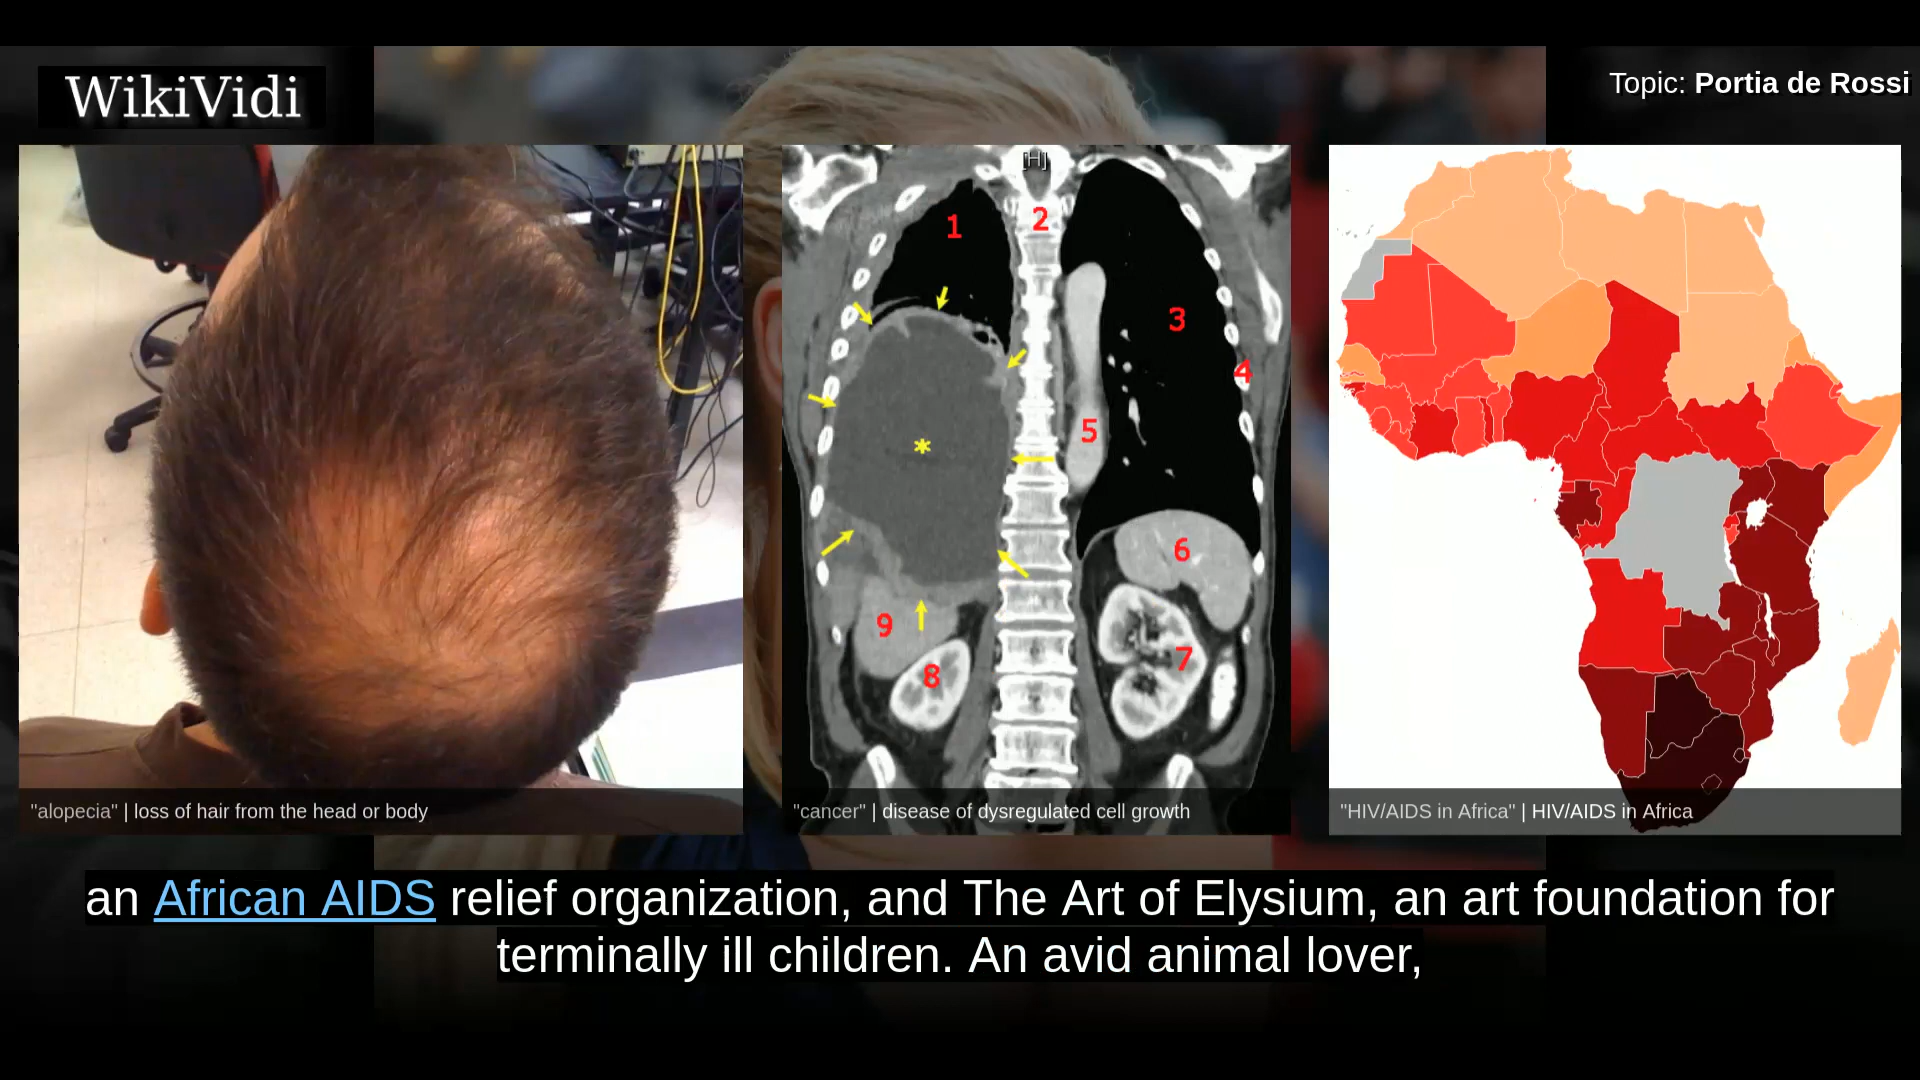 WikiVidi
Topic: Portia de Rossi
[H]
1
2
3
4
5
*
6
9
7
8
"alopecia" | loss of hair from the head or body
"cancer" | disease of dysregulated cell growth
"HIV/AIDS in Africa" | HIV/AIDS in Africa
an African AIDS relief organization, and The Art of Elysium, an art foundation for
terminally ill children. An avid animal lover,